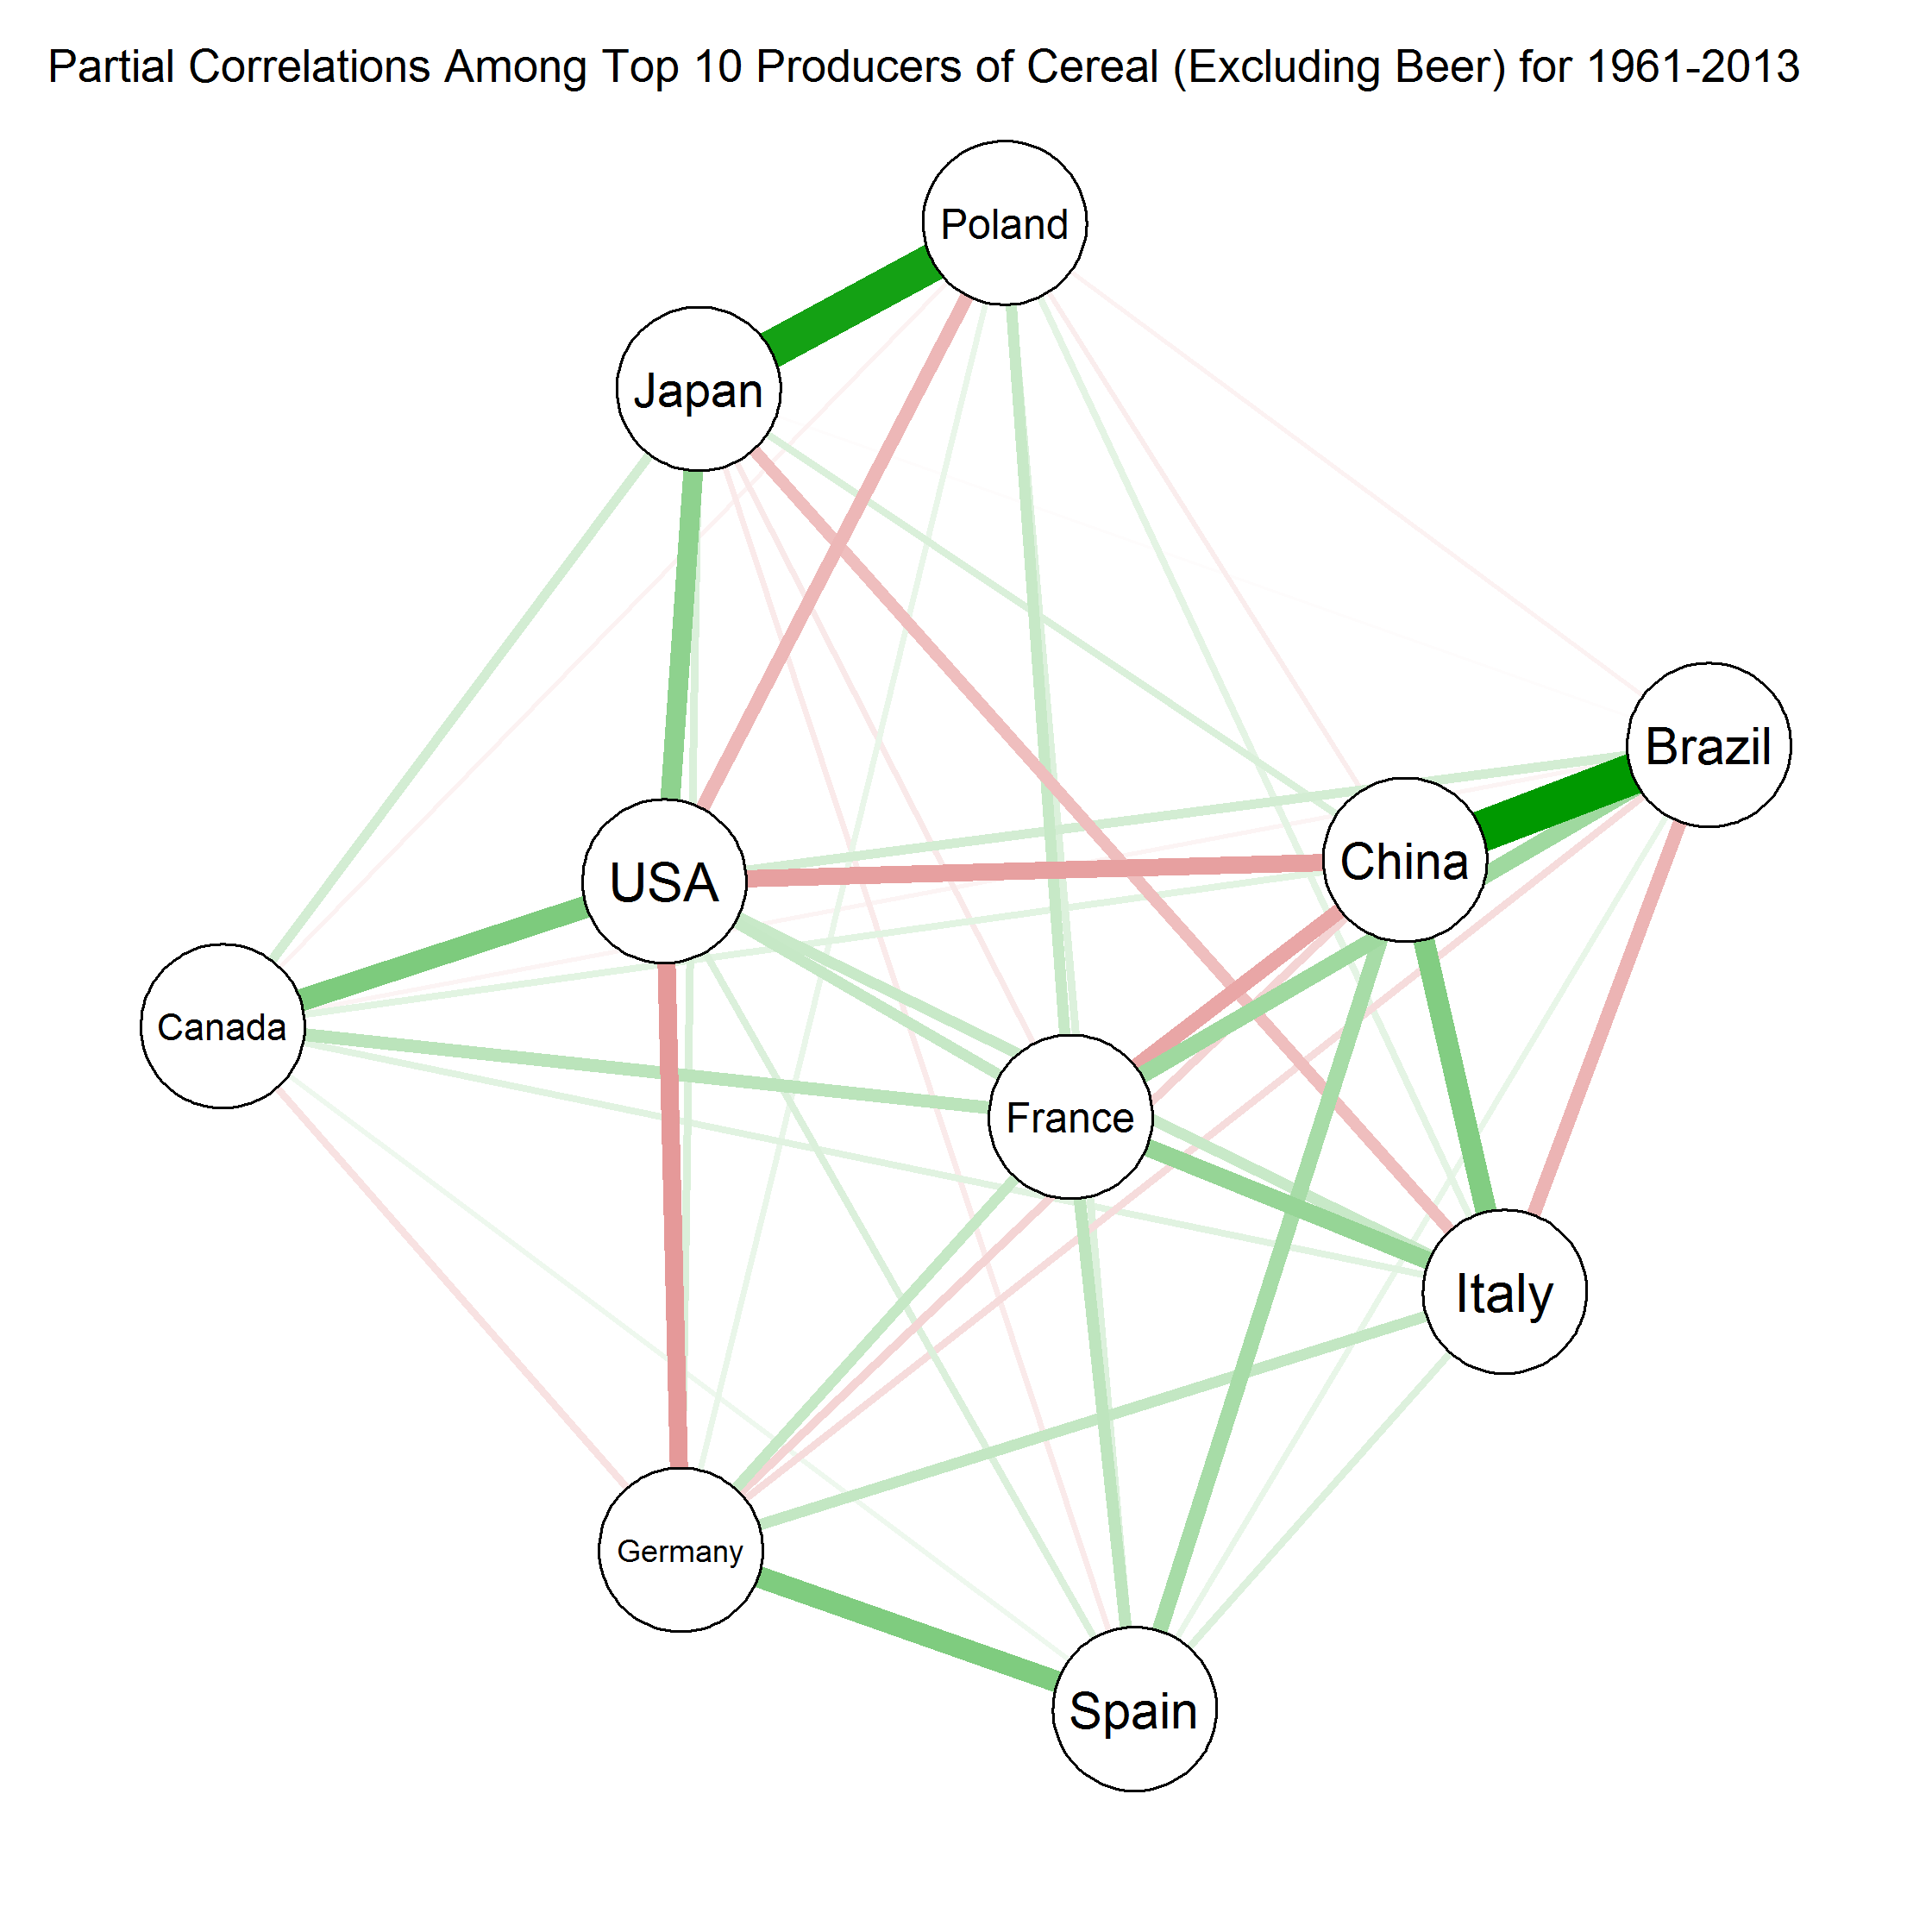 Partial Correlations Among Top 10 Producers of Cereal (Excluding Beer) for 1961-2013
Poland
Japan
Brazil
China
USA
Canada
France
Italy
Germany
Spain